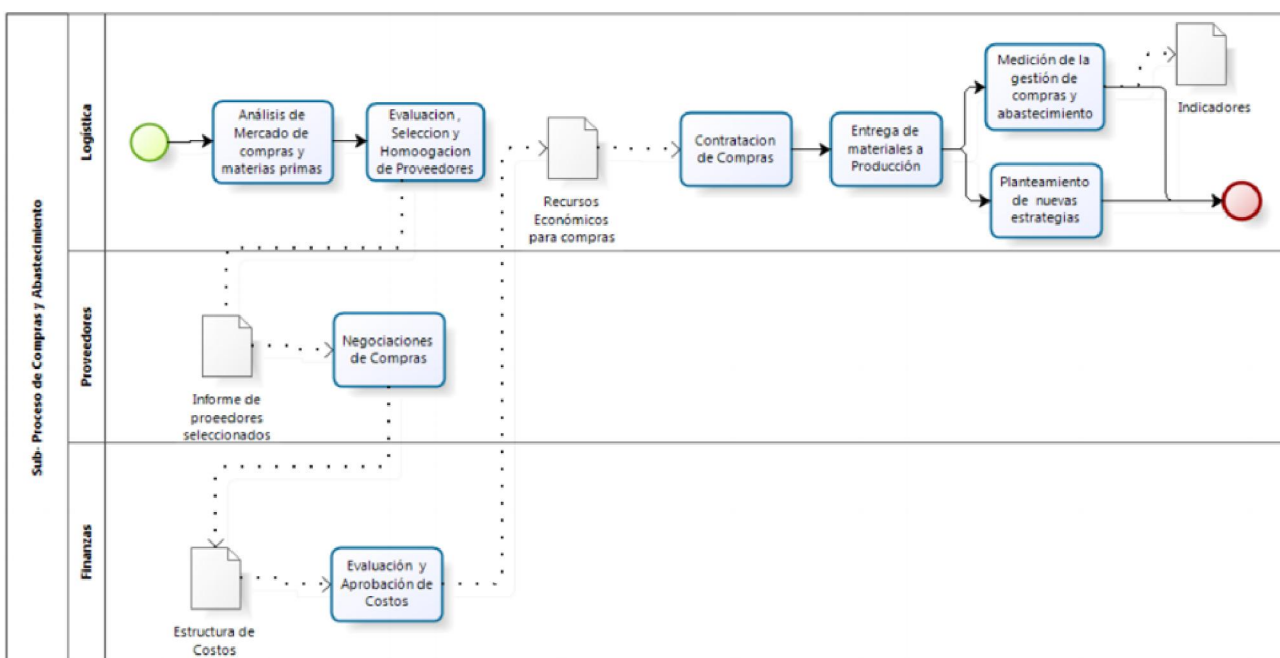 Sub- Proceso de Compras y Abastecimiento
Logística
Análisis de
Mercado de
compras y
materias primas
Evaluacion ,
Seleccion y
Homoogacion
de Proveedores
Recursos
Económicos
para compras
Contratacion
de Compras
Entrega de
materiales a
Producción
Medición de la
gestión de
compras y
abastecimiento
Indicadores
Planteamiento
de nuevas
estrategias
Proveedores
Informe de
proeedores
seleccionados
Negociaciones
de Compras
Finanzas
Estructura de
Costos
Evaluación y
Aprobación de
Costos